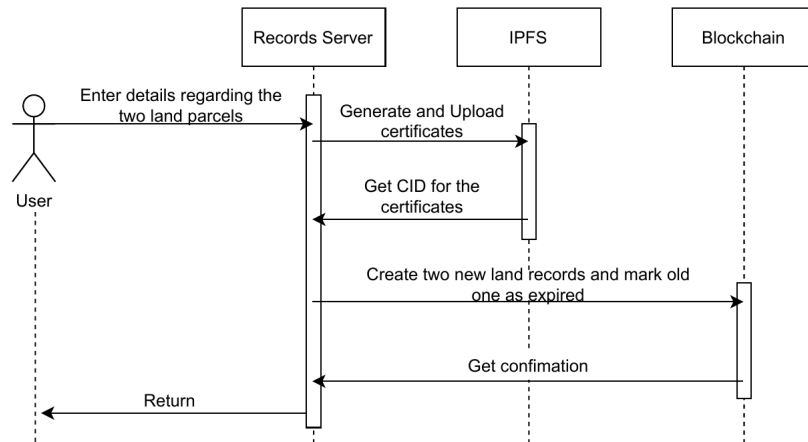 Records Server
IPFS
Blockchain
Enter details regarding the
two land parcels
Generate and Upload
certificates
User
Get CID for the
certificates
Create two new land records and mark old
one as expired
Get confimation
Return